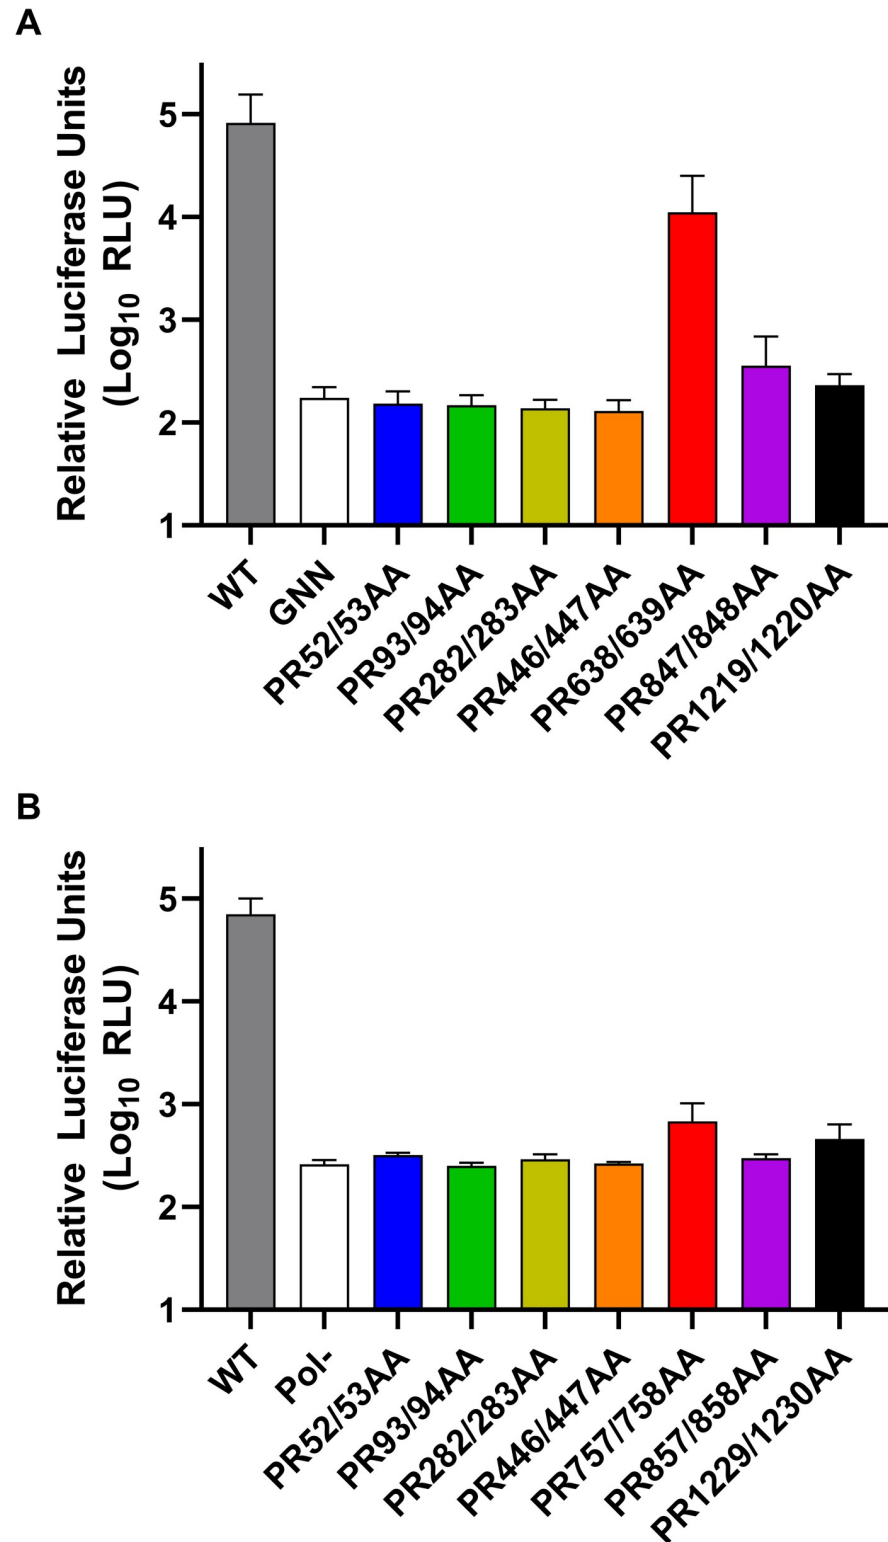 A
Relative Luciferase Units
(Log₁₀ RLU)
5
4
3
2
1
WT
GNN
PR52/53AA
PR93/94AA
PR282/283AA
PR446/447AA
PR638/639AA
PR847/848AA
PR1219/1220AA
B
Relative Luciferase Units
(Log₁₀ RLU)
5
4
3
2
1
WT
Pol-
PR52/53AA
PR93/94AA
PR282/283AA
PR446/447AA
PR757/758AA
PR857/858AA
PR1229/1230AA